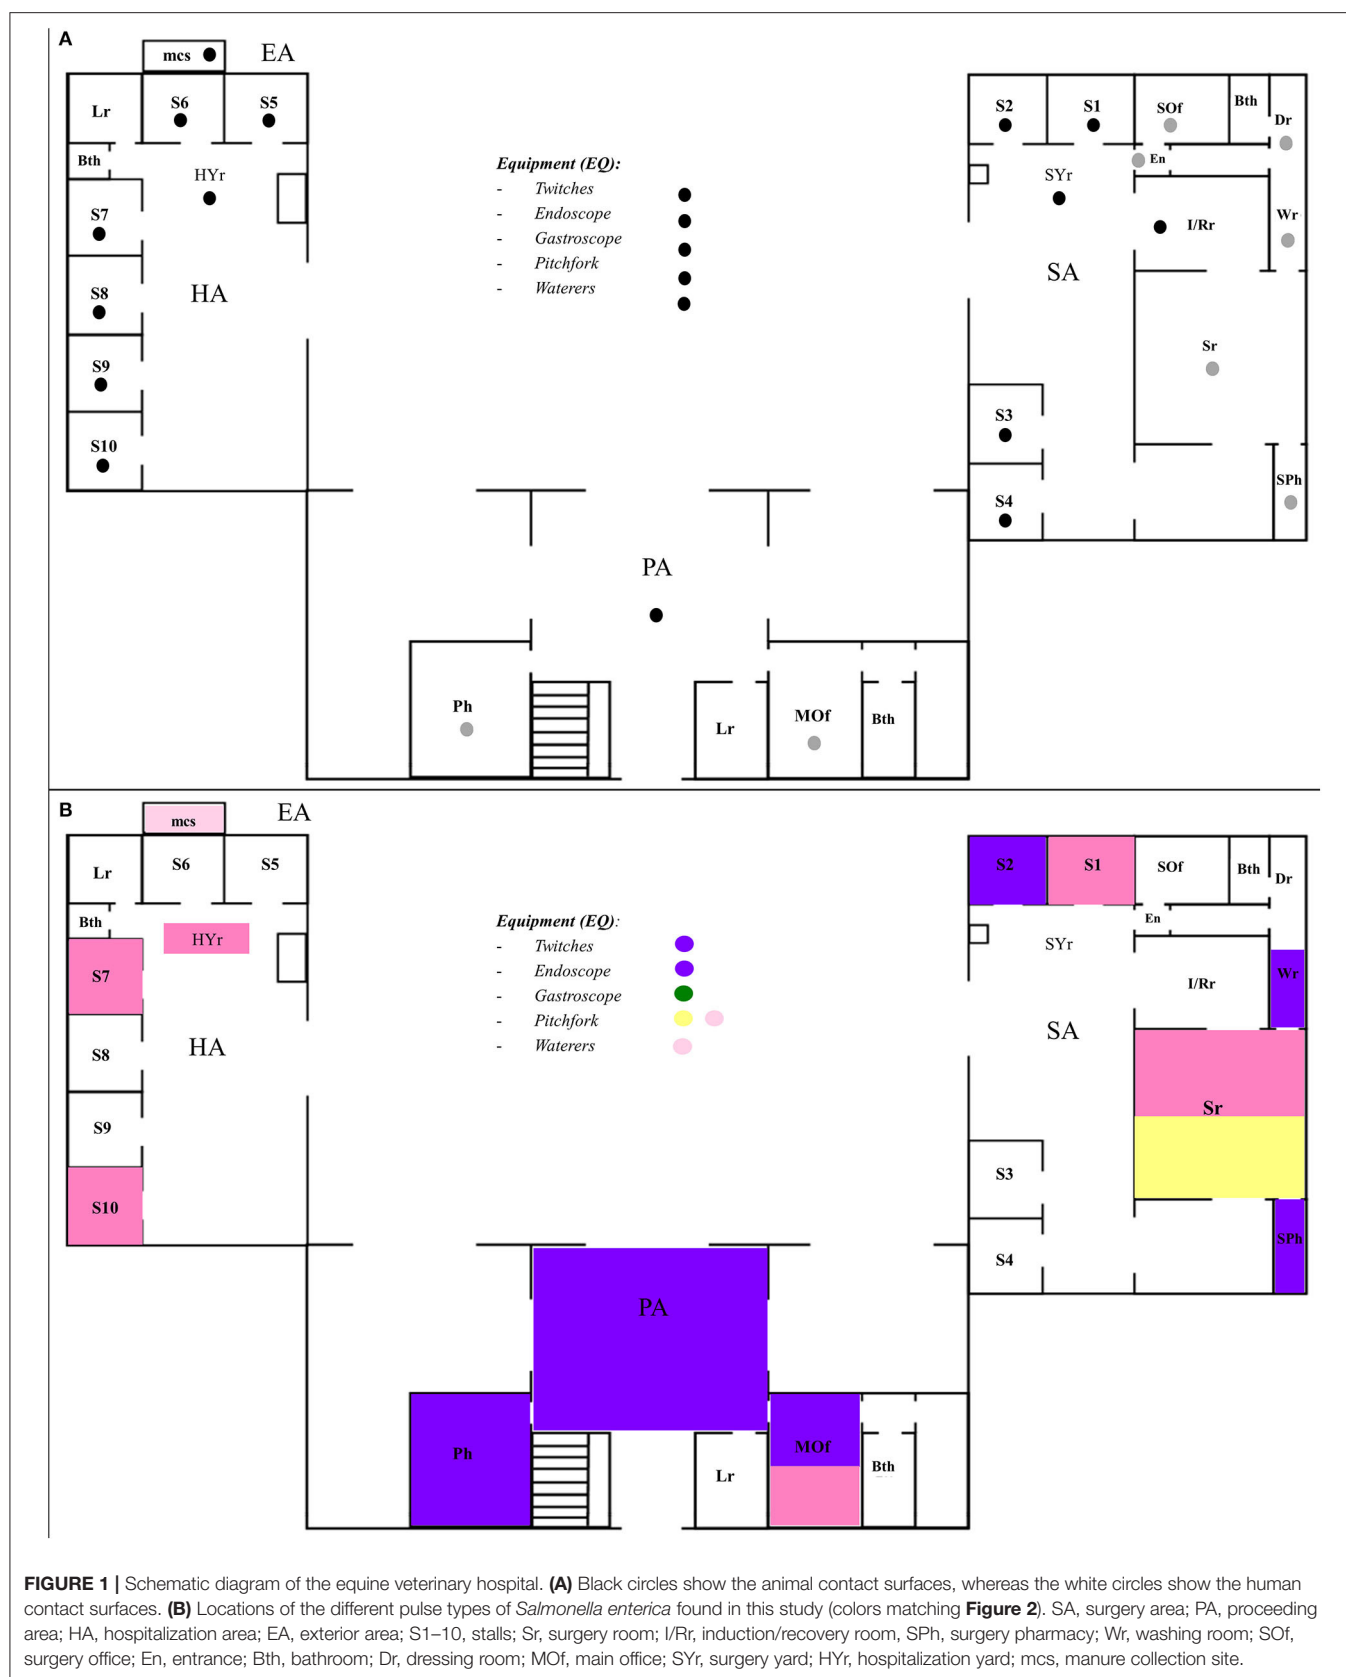 A
mcs
EA
Lr
S6
S5
S2
S1
SOf
Bth
Dr
Bth
HYr
Equipment (EQ):
- Twitches
- Endoscope
- Gastroscope
- Pitchfork
- Waterers
En
SYr
S7
I/Rr
Wr
HA
SA
S8
S9
Sr
S10
S3
SPh
S4
PA
Ph
Lr
MOf
Bth
B
mcs
EA
Lr
S6
S5
S2
S1
SOf
Bth
Dr
Bth
HYr
Equipment (EQ):
- Twitches
- Endoscope
- Gastroscope
- Pitchfork
- Waterers
En
SYr
S7
I/Rr
Wr
HA
SA
S8
S9
Sr
S10
S3
SPh
S4
PA
Ph
Lr
MOf
Bth
FIGURE 1 | Schematic diagram of the equine veterinary hospital. (A) Black circles show the animal contact surfaces, whereas the white circles show the human
contact surfaces. (B) Locations of the different pulse types of Salmonella enterica found in this study (colors matching Figure 2). SA, surgery area; PA, proceeding
area; HA, hospitalization area; EA, exterior area; S1–10, stalls; Sr, surgery room; I/Rr, induction/recovery room, SPh, surgery pharmacy; Wr, washing room; SOf,
surgery office; En, entrance; Bth, bathroom; Dr, dressing room; MOf, main office; SYr, surgery yard; HYr, hospitalization yard; mcs, manure collection site.